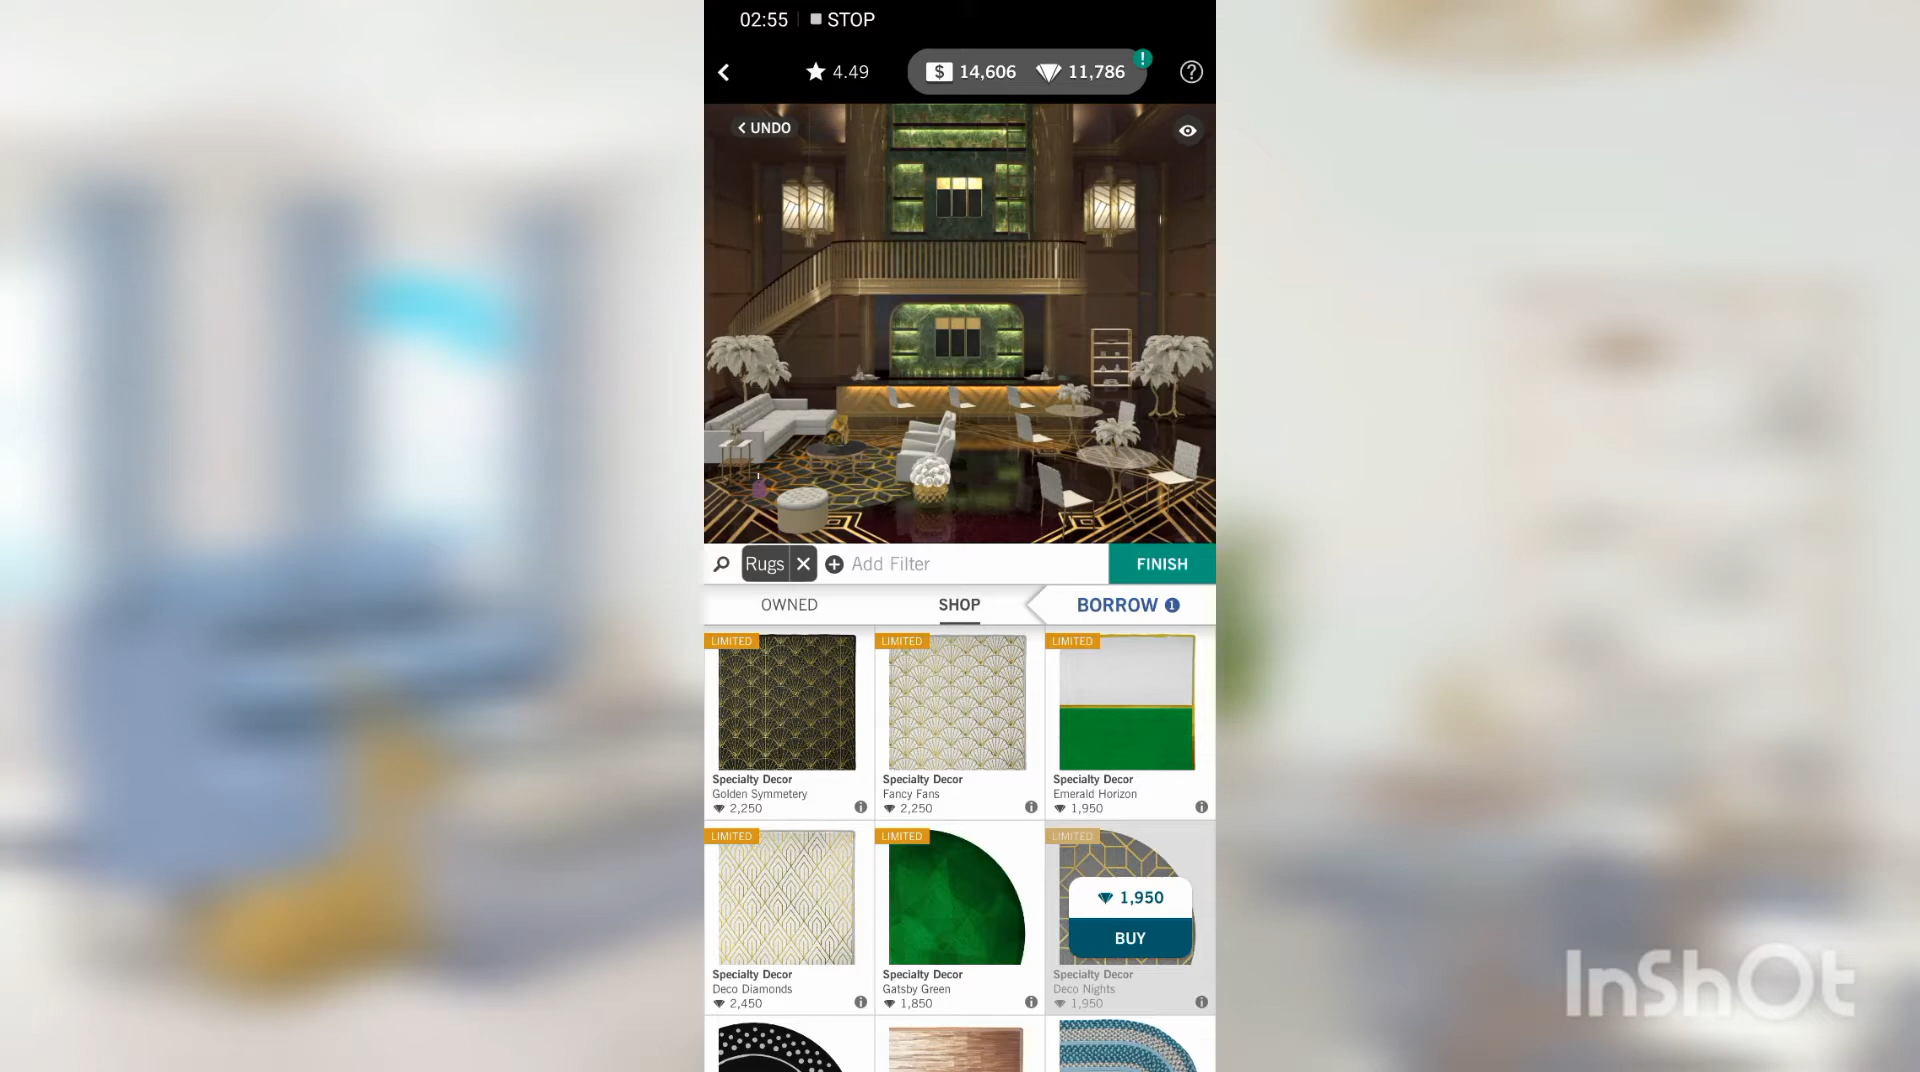 02:55 STOP
4.49 $ 14,606 11,786 ! ?
< UNDO
Rugs X + Add Filter FINISH
OWNED SHOP BORROW 1
LIMITED LIMITED LIMITED
Specialty Decor Specialty Decor Specialty Decor
Golden Symmetery Fancy Fans Emerald Horizon
2,250 2,250 1,950
LIMITED LIMITED LIMITED
1,950
BUY
Specialty Decor Specialty Decor Specialty Decor
Deco Diamonds Gatsby Green Deco Nights
2,450 1,850 1,950
InShOt